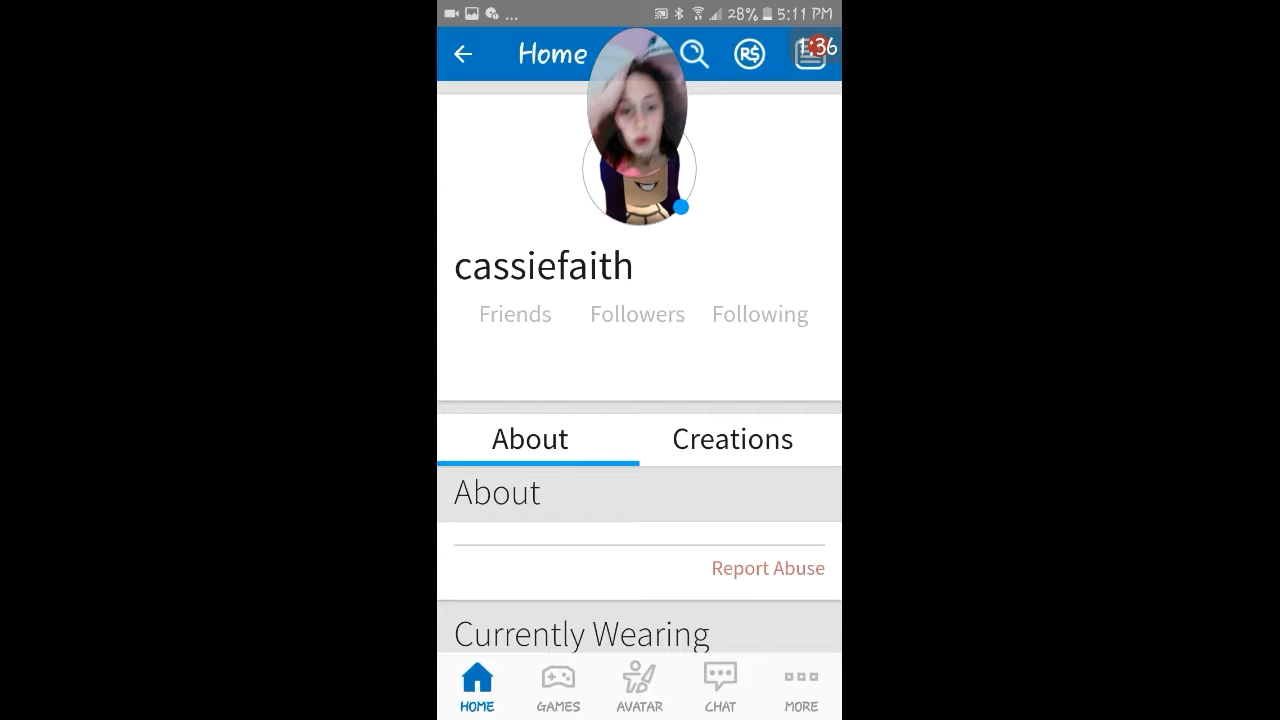 ... 28% 5:11 PM
Home R$ 1:36
cassiefaith
Friends Followers Following
About Creations
About
Report Abuse
Currently Wearing
HOME GAMES AVATAR CHAT MORE